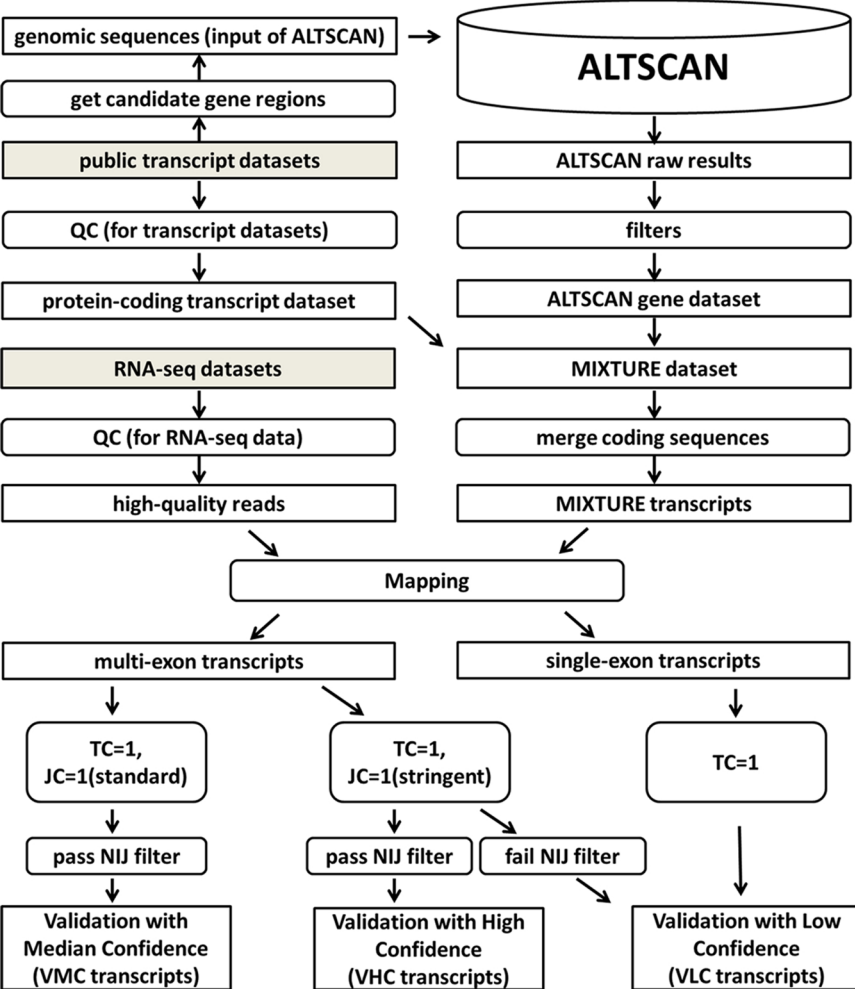 genomic sequences (input of ALTSCAN)
ALTSCAN
get candidate gene regions
public transcript datasets
ALTSCAN raw results
QC (for transcript datasets)
filters
protein-coding transcript dataset
ALTSCAN gene dataset
RNA-seq datasets
MIXTURE dataset
QC (for RNA-seq data)
merge coding sequences
high-quality reads
MIXTURE transcripts
Mapping
multi-exon transcripts
single-exon transcripts
TC=1,
JC=1(standard)
TC=1,
JC=1(stringent)
TC=1
pass NIJ filter
pass NIJ filter
fail NIJ filter
Validation with
Median Confidence
(VMC transcripts)
Validation with High
Confidence
(VHC transcripts)
Validation with Low
Confidence
(VLC transcripts)